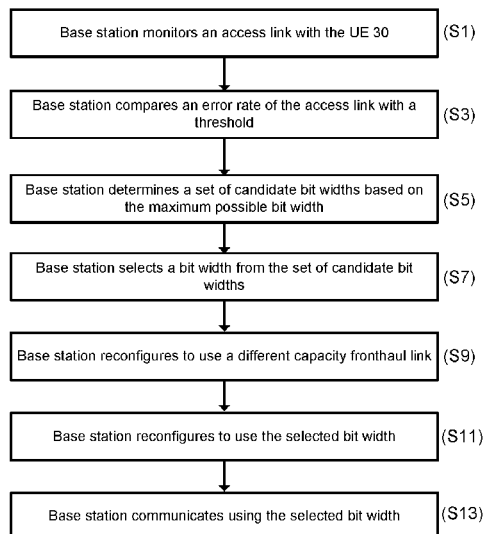 Base station monitors an access link with the UE 30
(S1)
Base station compares an error rate of the access link with a
threshold
(S3)
Base station determines a set of candidate bit widths based on
the maximum possible bit width
(S5)
Base station selects a bit width from the set of candidate bit
widths
(S7)
Base station reconfigures to use a different capacity fronthaul link
(S9)
Base station reconfigures to use the selected bit width
(S11)
Base station communicates using the selected bit width
(S13)